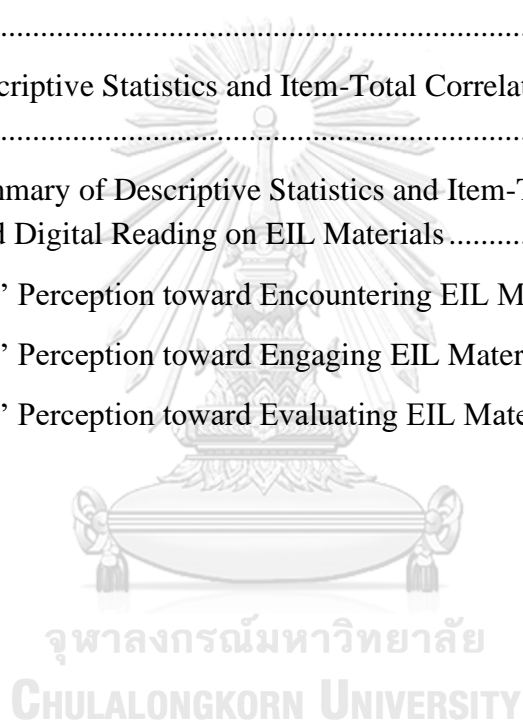 ..................................................
criptive Statistics and Item-Total Correla
..................................................
mmary of Descriptive Statistics and Item-T
d Digital Reading on EIL Materials..........
’ Perception toward Encountering EIL M
’ Perception toward Engaging EIL Mater
’ Perception toward Evaluating EIL Mate
จุฬาลงกรณ์มหาวิทยาลัย
CHULALONGKORN UNIVERSITY